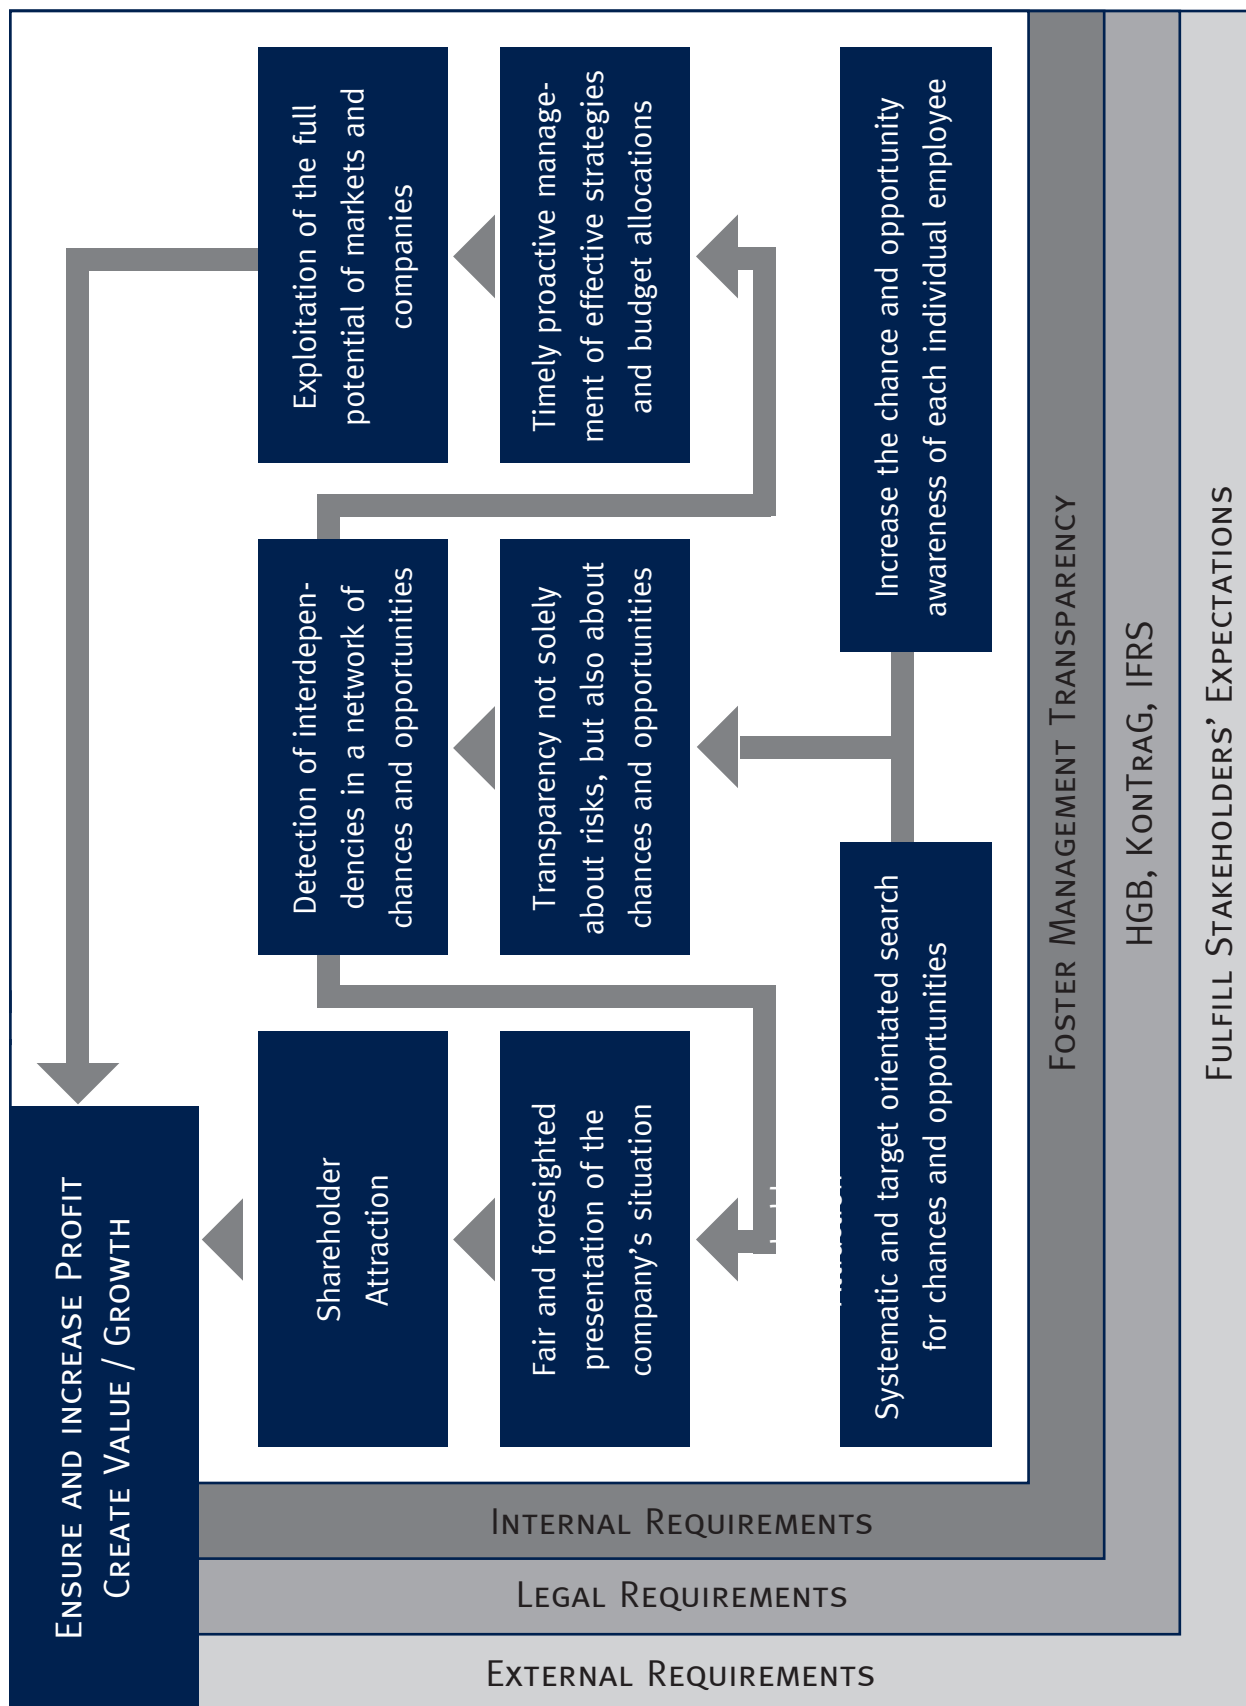 Ensure and increase Profit
Create Value / Growth
Shareholder
Attraction
Detection of interdepen-
dencies in a network of
chances and opportunities
Exploitation of the full
potential of markets and
companies
Fair and foresighted
presentation of the
company's situation
Transparency not solely
about risks, but also about
chances and opportunities
Timely proactive manage-
ment of effective strategies
and budget allocations
Systematic and target orientated search
for chances and opportunities
Increase the chance and opportunity
awareness of each individual employee
Internal Requirements
Foster Management Transparency
Legal Requirements
HGB, KonTraG, IFRS
External Requirements
Fulfill Stakeholders' Expectations